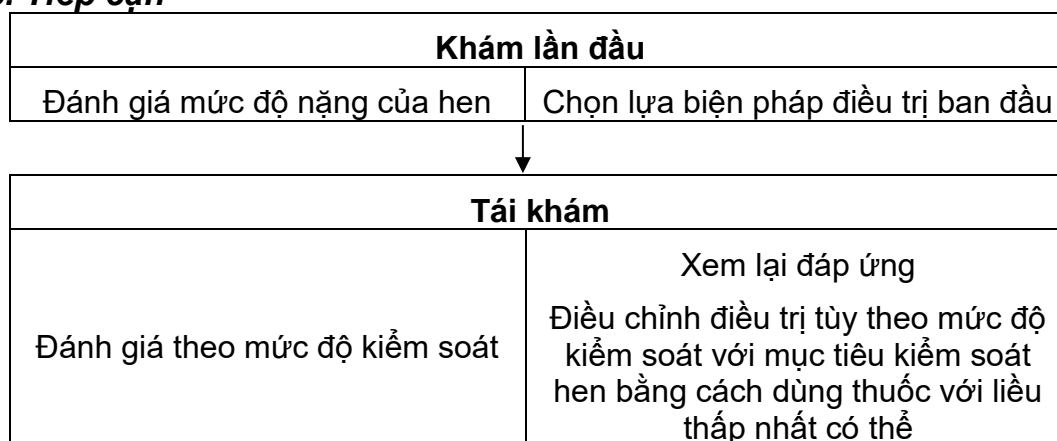 Tiếp cận
Khám lần đầu
Đánh giá mức độ nặng của hen
Chọn lựa biện pháp điều trị ban đầu
Tái khám
Đánh giá theo mức độ kiểm soát
Xem lại đáp ứng
Điều chỉnh điều trị tùy theo mức độ
kiểm soát với mục tiêu kiểm soát
hen bằng cách dùng thuốc với liều
thấp nhất có thể